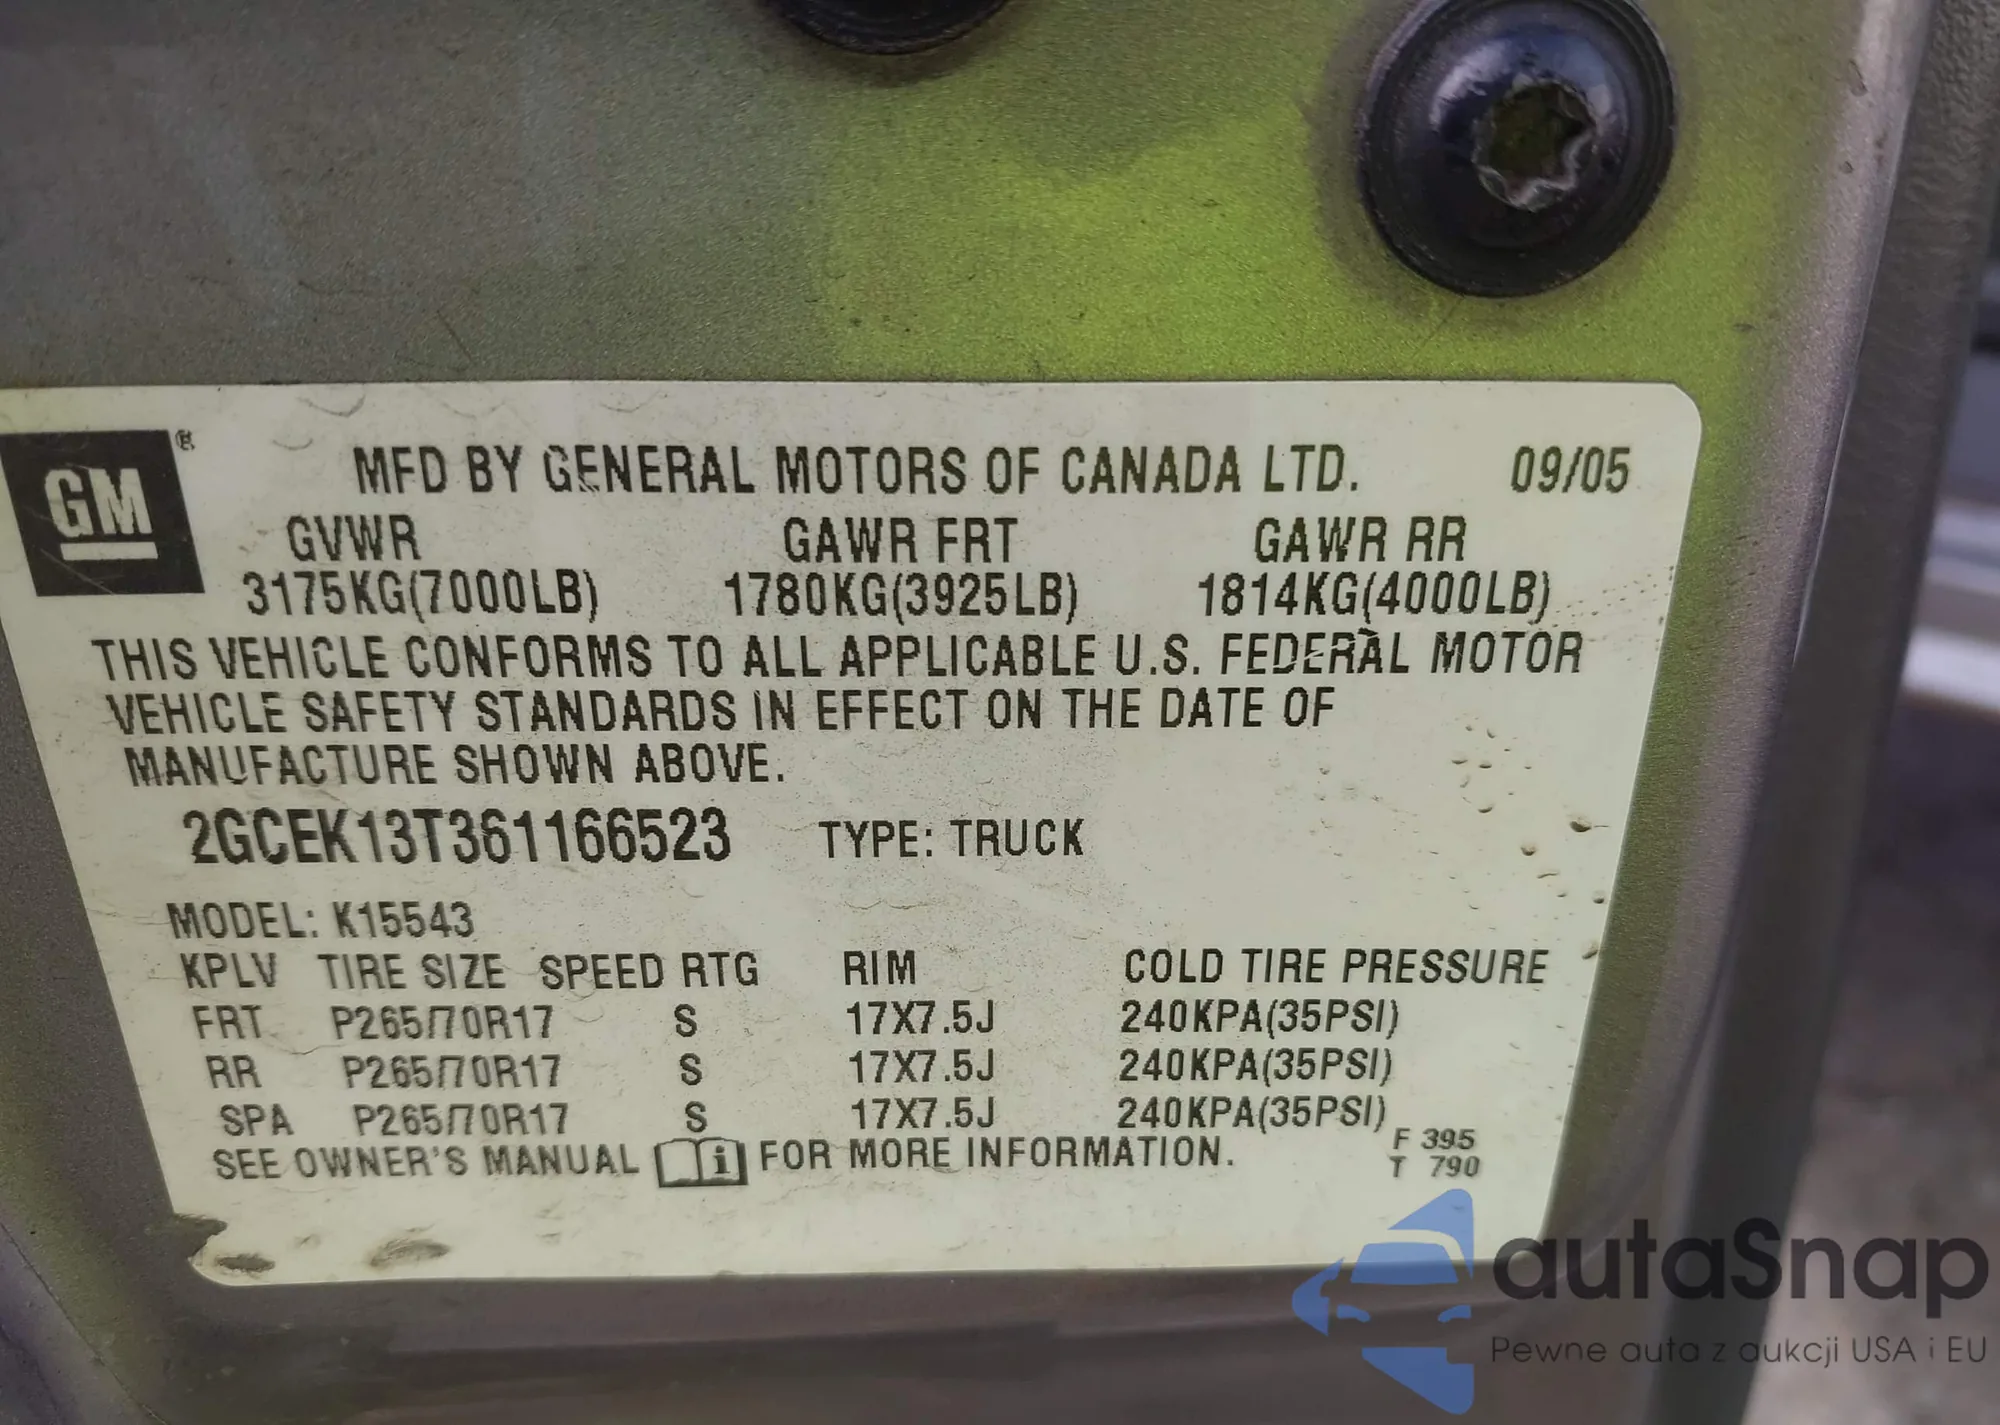 GM ®
MFD BY GENERAL MOTORS OF CANADA LTD. 09/05
GVWR GAWR FRT GAWR RR
3175KG(7000LB) 1780KG(3925LB) 1814KG(4000LB)
THIS VEHICLE CONFORMS TO ALL APPLICABLE U.S. FEDERAL MOTOR
VEHICLE SAFETY STANDARDS IN EFFECT ON THE DATE OF
MANUFACTURE SHOWN ABOVE.
2GCEK13T361166523 TYPE: TRUCK
MODEL: K15543
KPLV TIRE SIZE SPEED RTG RIM COLD TIRE PRESSURE
FRT P265/70R17 S 17X7.5J 240KPA(35PSI)
RR P265/70R17 S 17X7.5J 240KPA(35PSI)
SPA P265/70R17 S 17X7.5J 240KPA(35PSI)
SEE OWNER'S MANUAL i FOR MORE INFORMATION.
F 395
T 790
autaSnap
Pewne auta z aukcji USA i EU